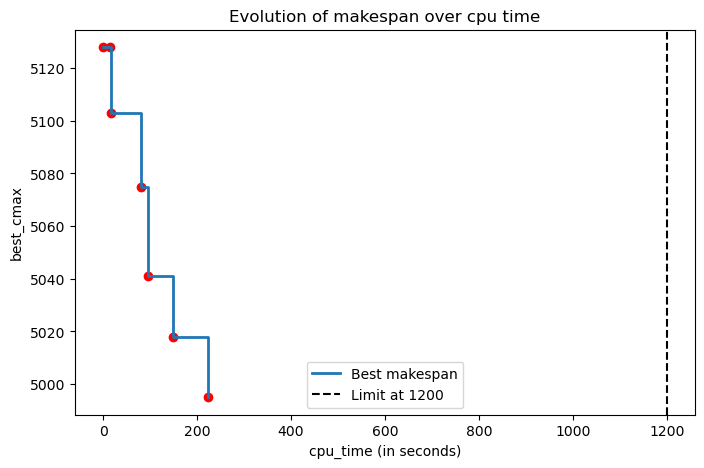 Evolution of makespan over cpu time
best_cmax
5120
5100
5080
5060
5040
5020
5000
Best makespan
Limit at 1200
0 200 400 600 800 1000 1200
cpu_time (in seconds)